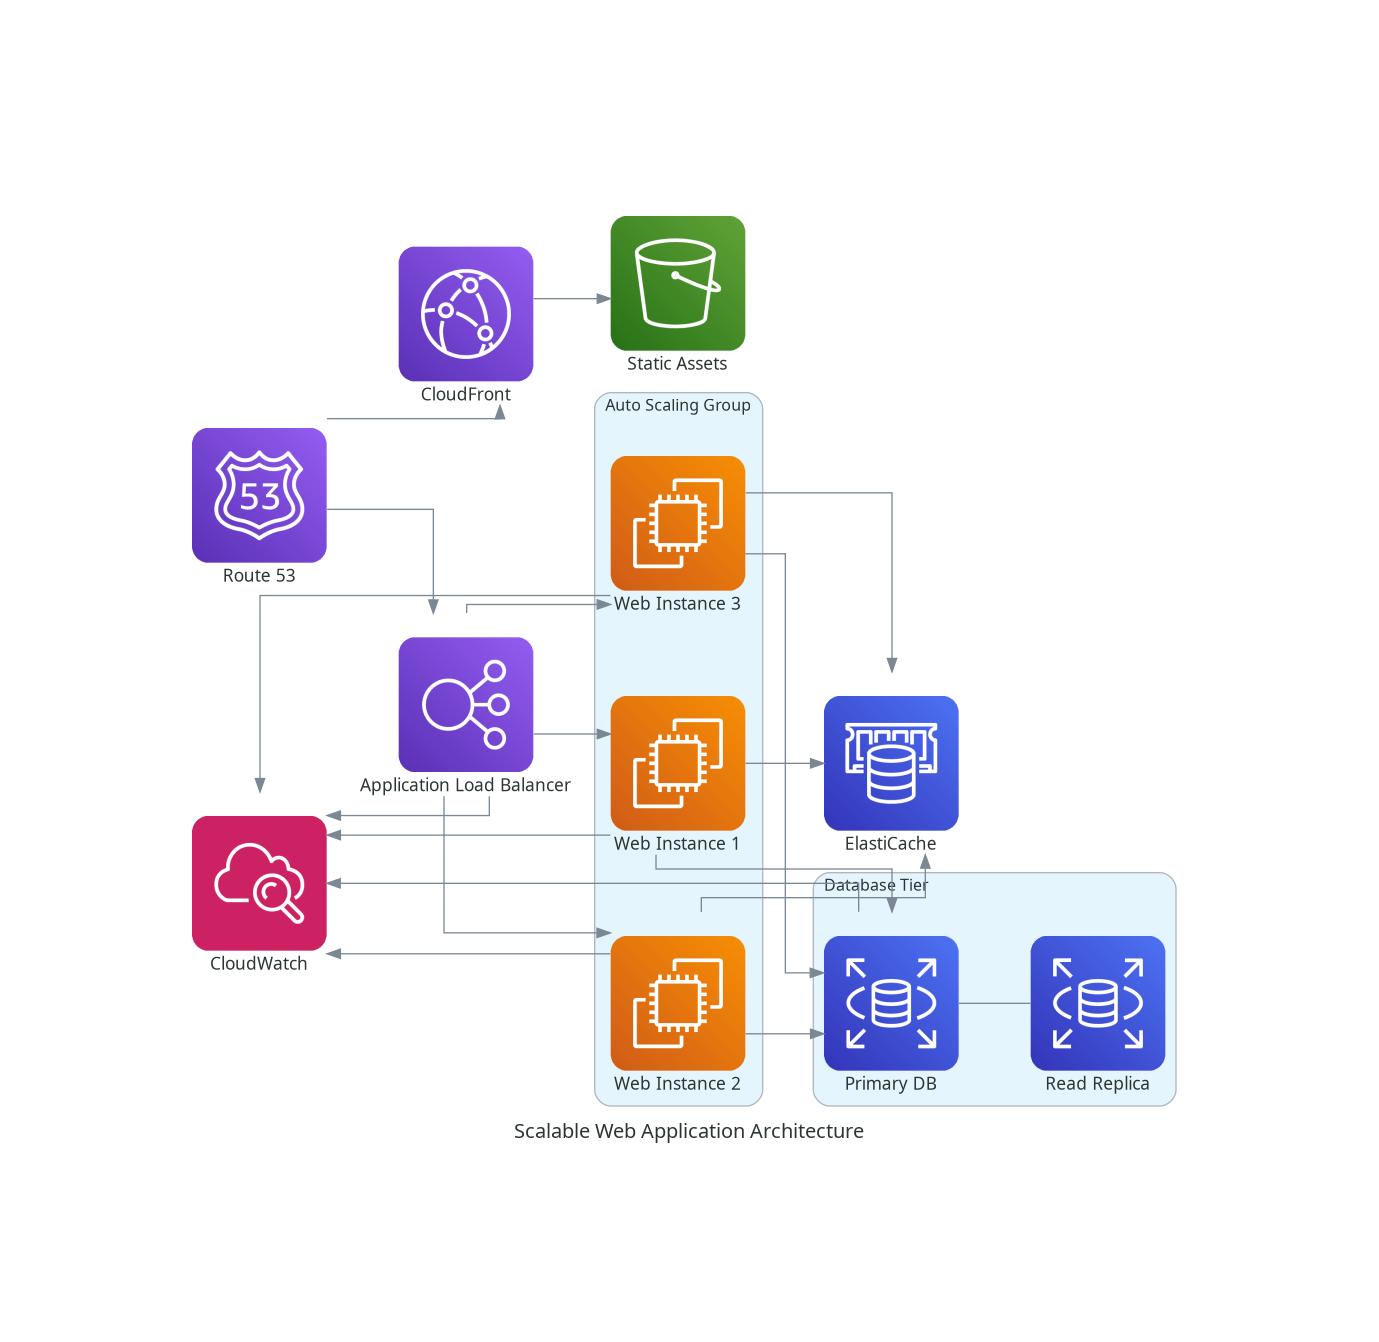 Static Assets
CloudFront
Auto Scaling Group
53
Route 53
Web Instance 3
Application Load Balancer
Web Instance 1
ElastiCache
Database Tier
CloudWatch
Web Instance 2
Primary DB
Read Replica
Scalable Web Application Architecture